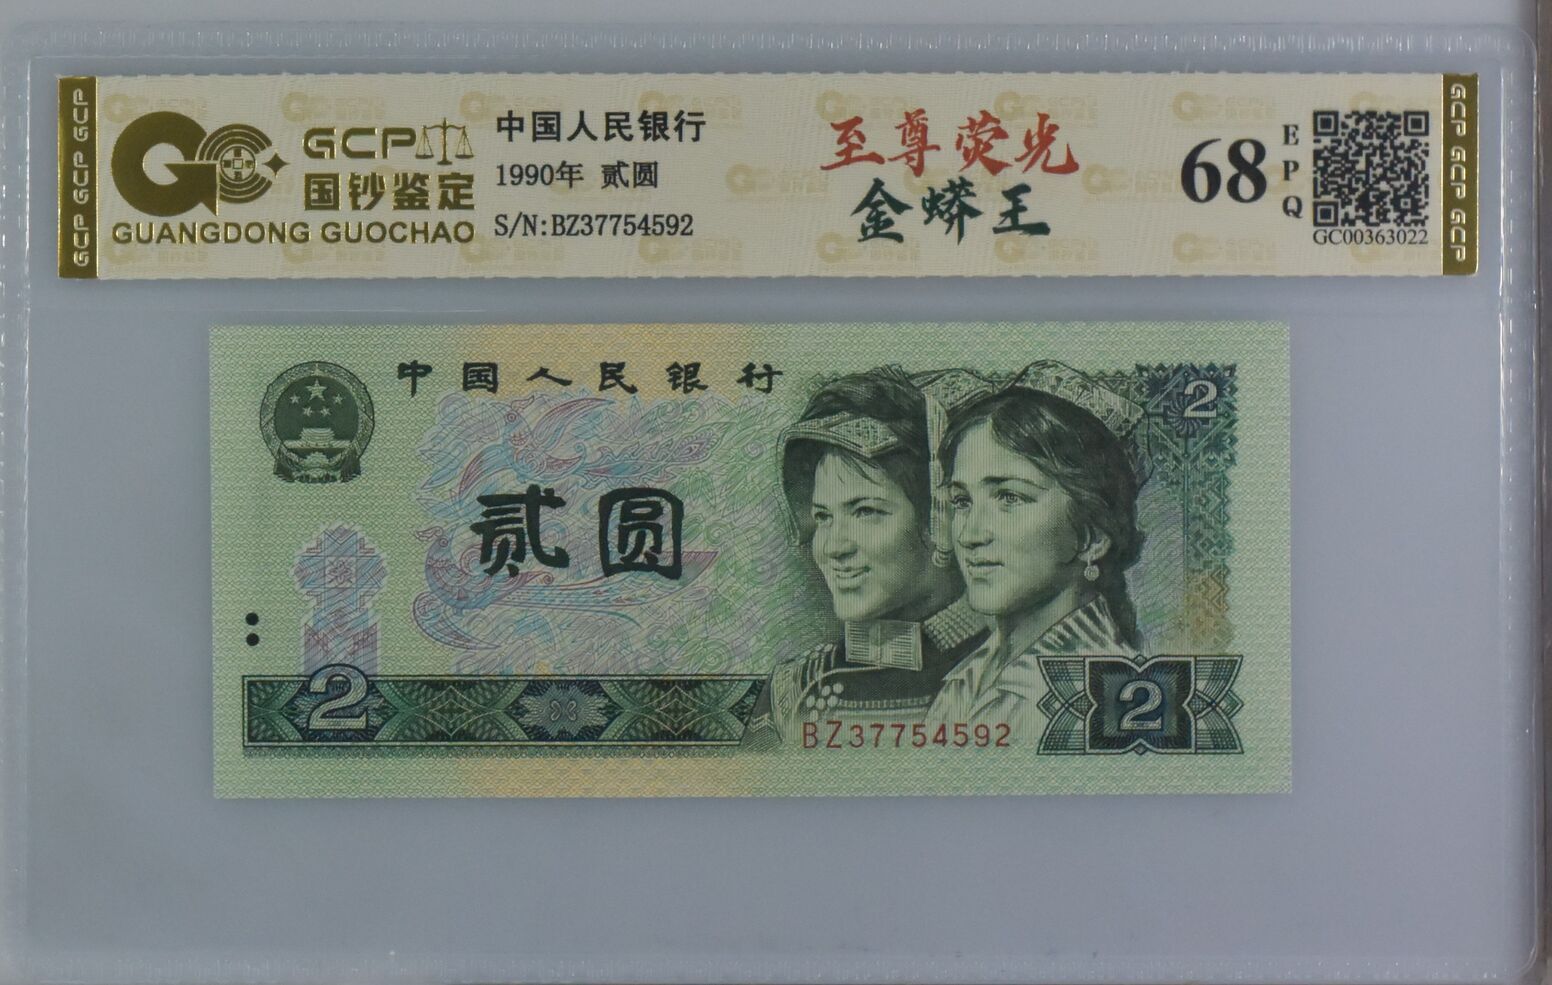 GCP GCP GCP
GCP
国钞鉴定
GUANGDONG GUOCHAO
中国人民银行
1990年 贰圆
S/N:BZ37754592
至尊荧光
金蟒王
68
EPQ
GC00363022
GCP GCP GCP
中国人民银行
2
贰圆
2
2
BZ37754592